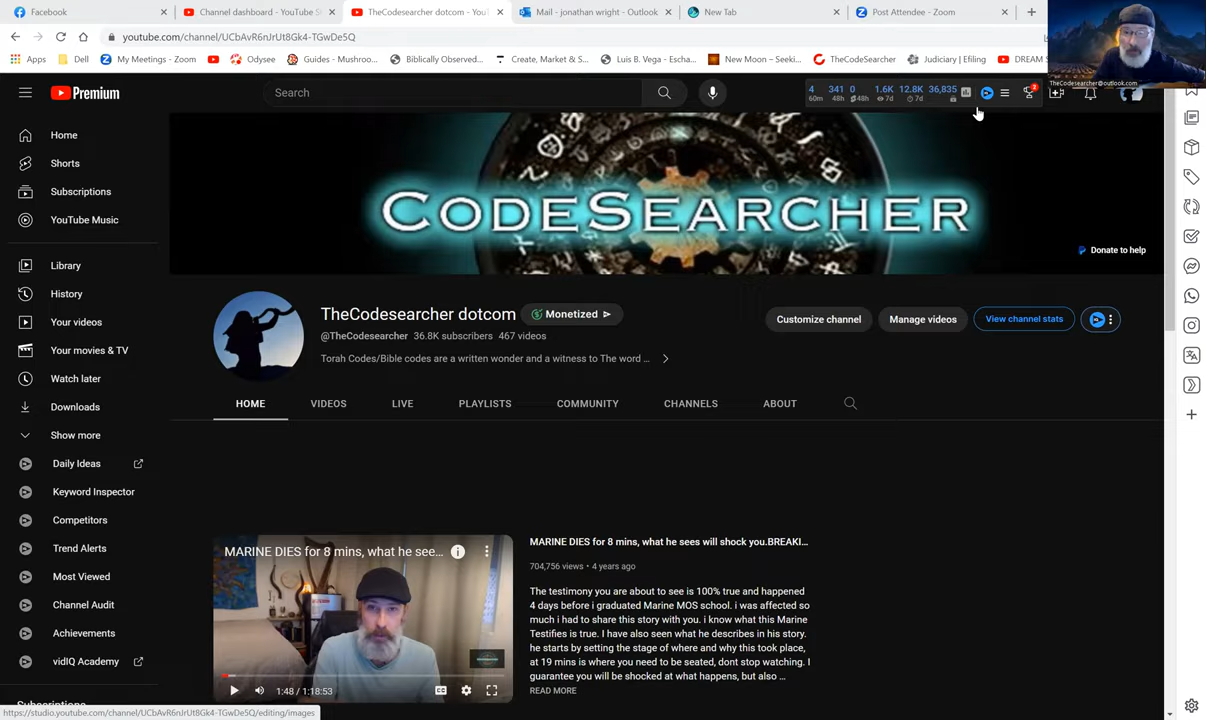 Facebook
Channel dashboard - YouTube St
TheCodesearcher dotcom - You
Mail - jonathan wright - Outlook
New Tab
Post Attendee - Zoom
youtube.com/channel/UCbAvR6nJrUt8Gk4-TGwDe5Q
Apps
Dell
My Meetings - Zoom
Odysee
Guides - Mushroo...
Biblically Observed...
Create, Market & S...
Luis B. Vega - Escha...
New Moon – Seeki...
TheCodeSearcher
Judiciary | Efiling
DREAM S
TheCodesearcher@outlook.com
Premium
Search
4 341 0 1.6K 12.8K 36,835
60m 48h 48h 7d 7d
2
Home
Shorts
Subscriptions
YouTube Music
Library
History
Your videos
Your movies & TV
Watch later
Downloads
Show more
Daily Ideas
Keyword Inspector
Competitors
Trend Alerts
Most Viewed
Channel Audit
Achievements
vidIQ Academy
Subscriptions
CODESEARCHER
Donate to help
TheCodesearcher dotcom
Monetized
@TheCodesearcher 36.8K subscribers 467 videos
Torah Codes/Bible codes are a written wonder and a witness to The word ...
Customize channel
Manage videos
View channel stats
HOME
VIDEOS
LIVE
PLAYLISTS
COMMUNITY
CHANNELS
ABOUT
MARINE DIES for 8 mins, what he see...
1:48 / 1:18:53
CC
MARINE DIES for 8 mins, what he sees will shock you.BREAKI...
704,756 views • 4 years ago
The testimony you are about to see is 100% true and happened
4 days before i graduated Marine MOS school. i was affected so
much i had to share this story with you. i know what this Marine
Testifies is true. I have also seen what he describes in his story.
he starts by setting the stage of where and why this took place,
at 19 mins is where you need to be seated, dont stop watching. I
guarantee you will be shocked at what happens, but also ...
READ MORE
https://studio.youtube.com/channel/UCbAvR6nJrUt8Gk4-TGwDe5Q/editing/images